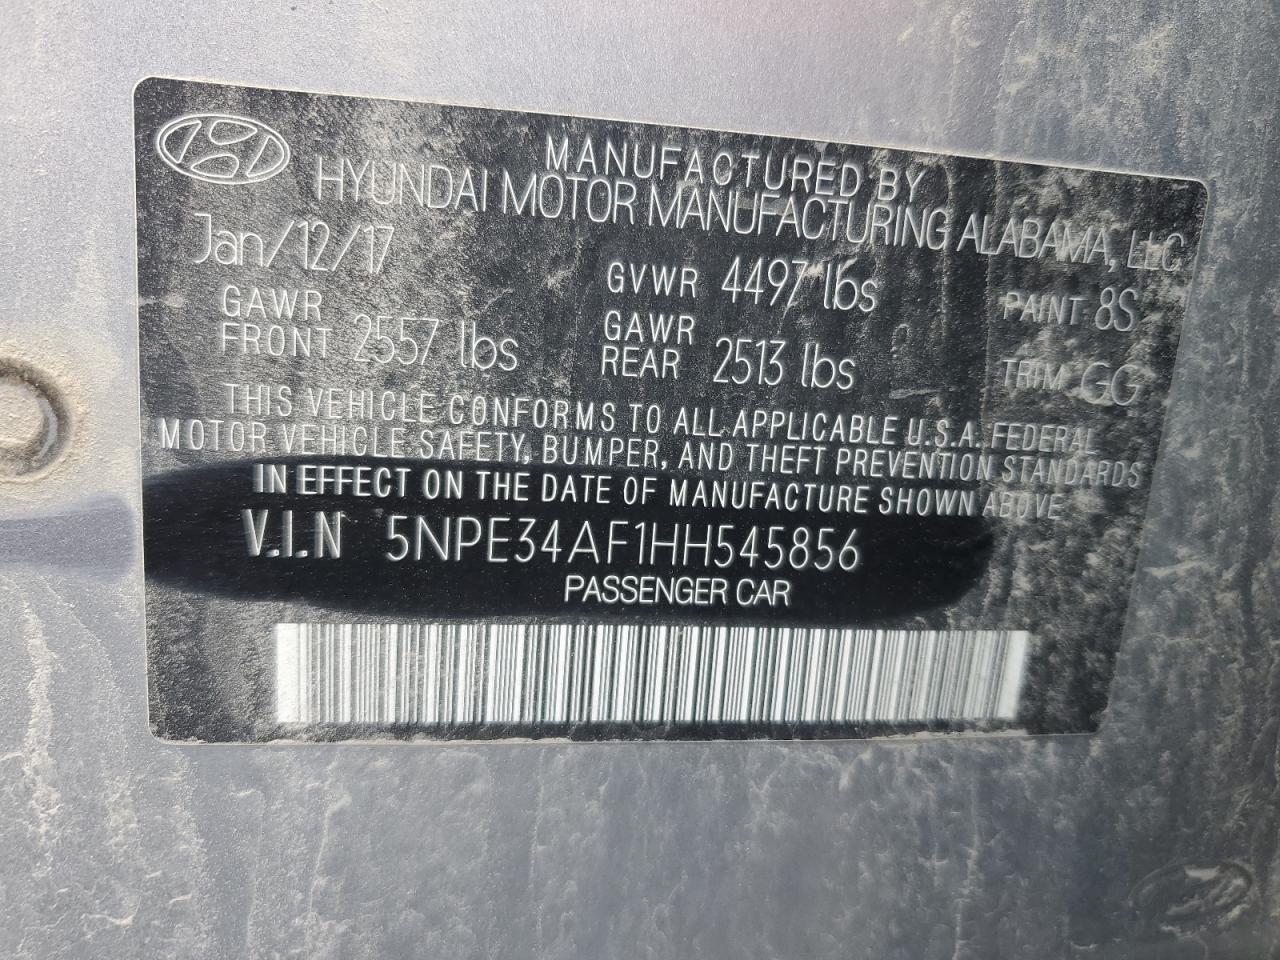 MANUFACTURED BY
HYUNDAI MOTOR MANUFACTURING ALABAMA, LLC
Jan/12/17 GVWR 4497 lbs PAINT 8S
GAWR FRONT 2557 lbs GAWR REAR 2513 lbs TRIM GG
THIS VEHICLE CONFORMS TO ALL APPLICABLE U.S.A. FEDERAL
MOTOR VEHICLE SAFETY, BUMPER, AND THEFT PREVENTION STANDARDS
IN EFFECT ON THE DATE OF MANUFACTURE SHOWN ABOVE
V.I.N 5NPE34AF1HH545856
PASSENGER CAR